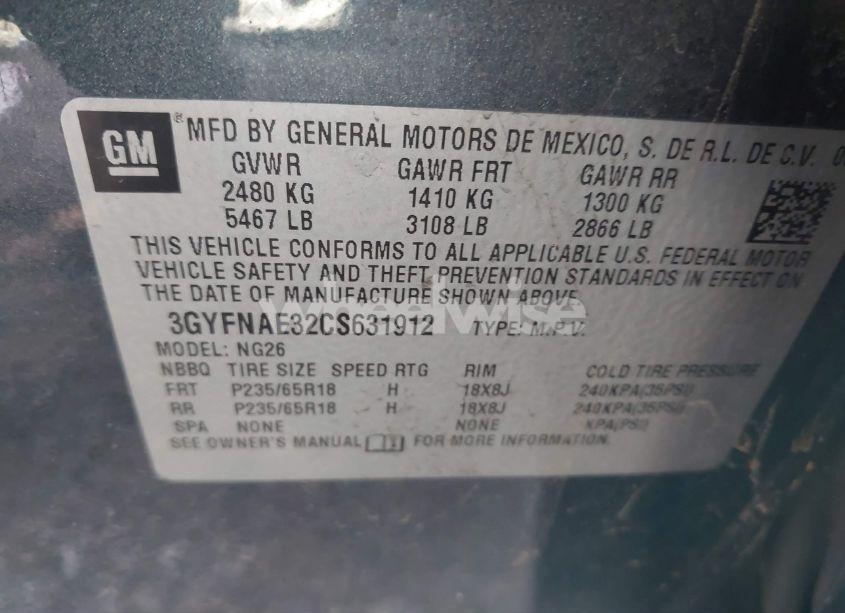 GM
® MFD BY GENERAL MOTORS DE MEXICO, S. DE R.L. DE C.V. 0
GVWR GAWR FRT GAWR RR
2480 KG 1410 KG 1300 KG
5467 LB 3108 LB 2866 LB
THIS VEHICLE CONFORMS TO ALL APPLICABLE U.S. FEDERAL MOTOR
VEHICLE SAFETY AND THEFT PREVENTION STANDARDS IN EFFECT ON
THE DATE OF MANUFACTURE SHOWN ABOVE.
wheelwise
3GYFNAE32CS631912 TYPE: M.P.V.
MODEL: NG26
NBBQ TIRE SIZE SPEED RTG RIM COLD TIRE PRESSURE
FRT P235/65R18 H 18X8J 240KPA(35PSI)
RR P235/65R18 H 18X8J 240KPA(35PSI)
SPA NONE NONE KPA(PSI)
SEE OWNER'S MANUAL FOR MORE INFORMATION.